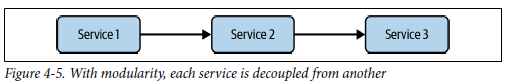 Service 1
Service 2
Service 3
Figure 4-5. With modularity, each service is decoupled from another